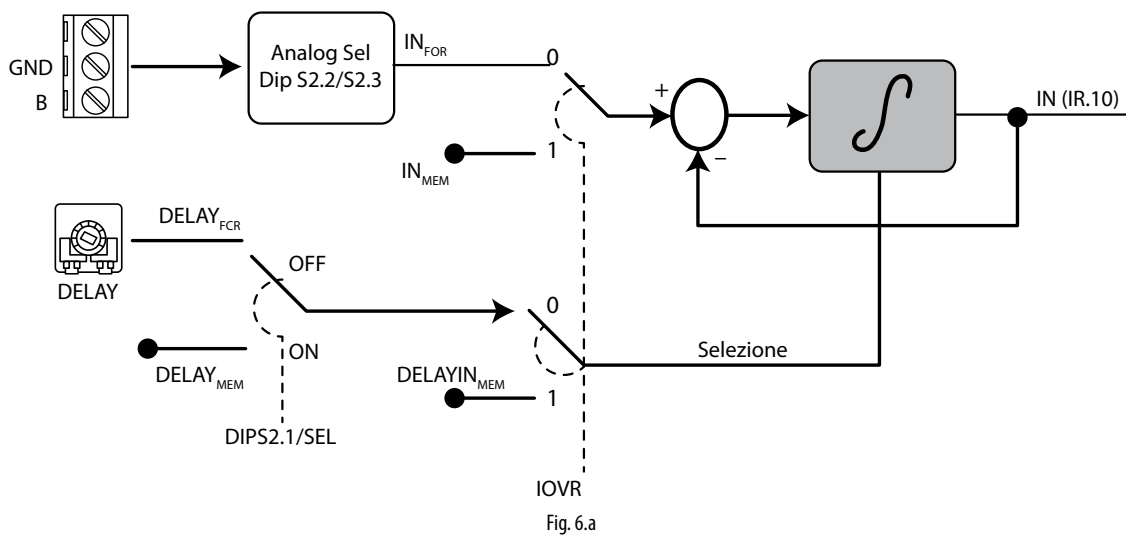 GND
B
Analog Sel
Dip S2.2/S2.3
IN FOR
0
1
IN MEM
+
−
IN (IR.10)
DELAY FCR
DELAY
OFF
ON
DELAY MEM
DIPS2.1/SEL
0
DELAYIN MEM
1
Selezione
IOVR
Fig. 6.a